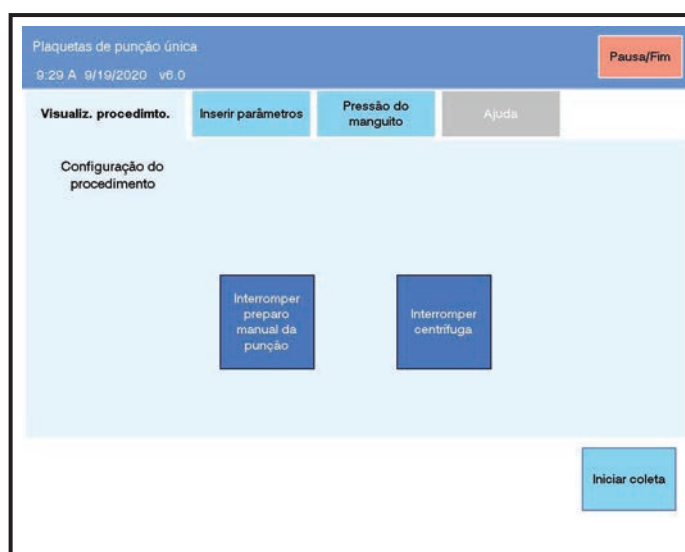 Plaquetas de punção única
9:29 A 9/19/2020 v6.0
Pausa/Fim
Visualiz. procedimto.
Inserir parâmetros
Pressão do
manguito
Ajuda
Configuração do
procedimento
Interromper
preparo
manual da
punção
Interromper
centrífuga
Iniciar coleta